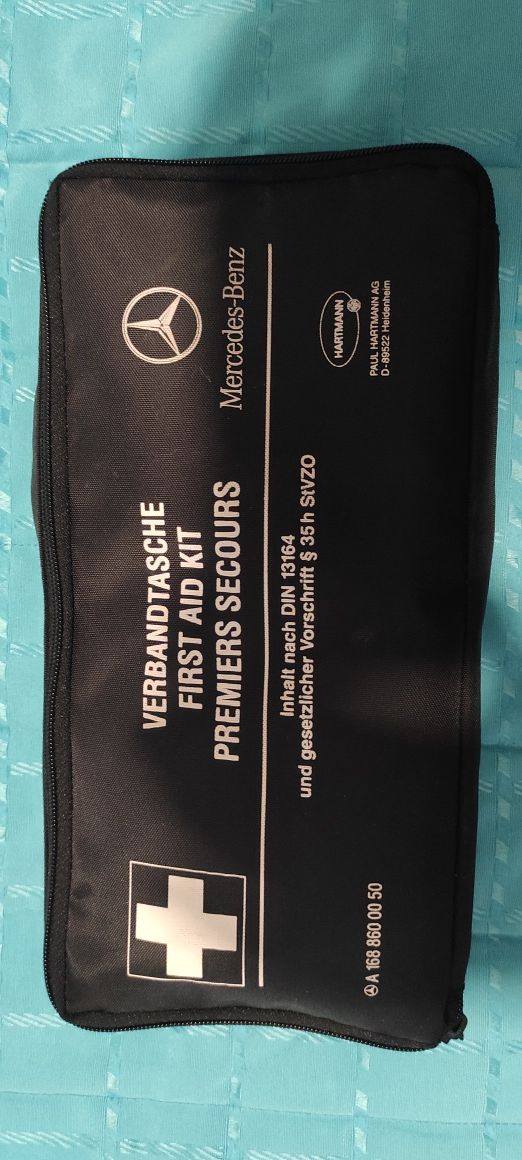 VERBANDTASCHE
FIRST AID KIT
PREMIERS SECOURS
Mercedes-Benz
Inhalt nach DIN 13164
und gesetzlicher Vorschrift § 35 h StVZO
HARTMANN
PAUL HARTMANN AG
D-89522 Heidenheim
A 168 860 00 50